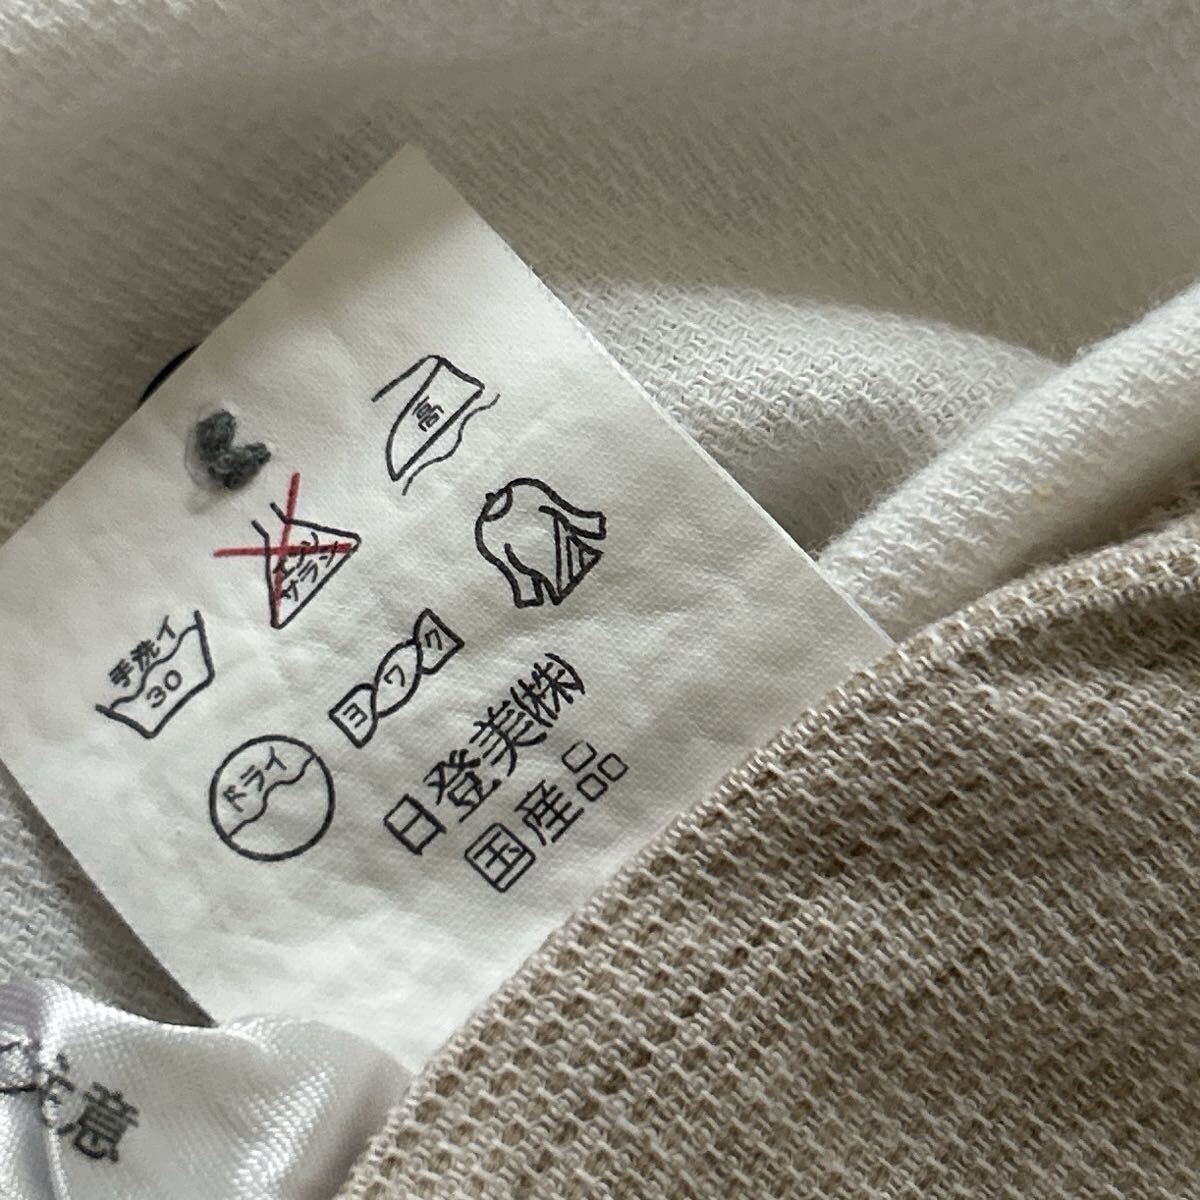 手洗イ
30
エンソ
サラシ
高
ドライ
ヨワク
日登美(株)
国産品
注意